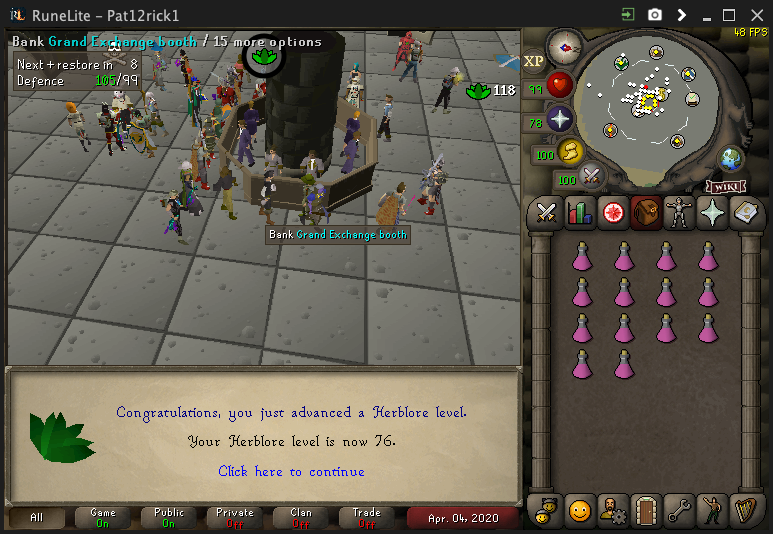 RuneLite - Pat12rick1
48 FPS
Bank Grand Exchange booth / 15 more options
Next + restore in 8
Defence 105/99
118
XP
99
78
100
100
WIKI
Bank Grand Exchange booth
Congratulations, you just advanced a Herblore level.
Your Herblore level is now 76.
Click here to continue
All
Game
On
Public
On
Private
Off
Clan
Off
Trade
Off
Apr. 04, 2020